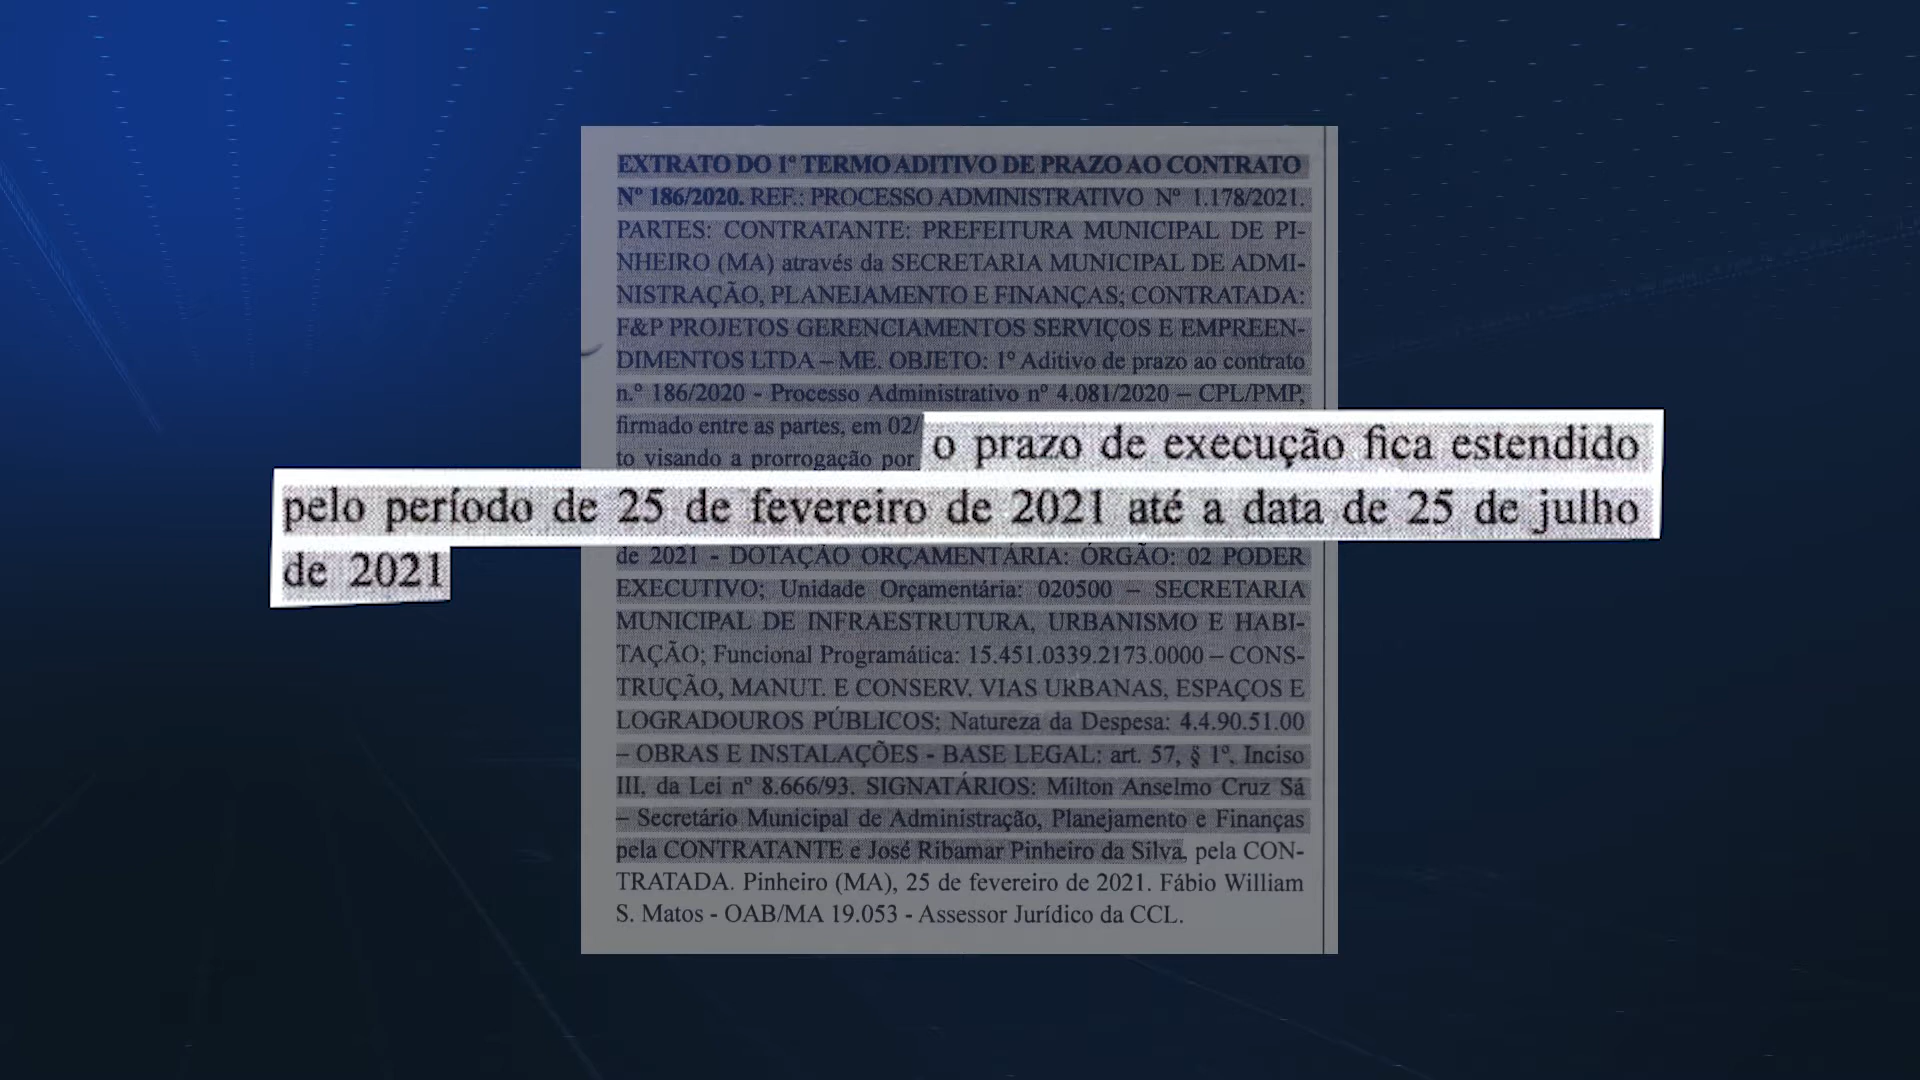 EXTRATO DO 1º TERMO ADITIVO DE PRAZO AO CONTRATO
Nº 186/2020. REF.: PROCESSO ADMINISTRATIVO Nº 1.178/2021.
PARTES: CONTRATANTE: PREFEITURA MUNICIPAL DE PI-
NHEIRO (MA) através da SECRETARIA MUNICIPAL DE ADMI-
NISTRAÇÃO, PLANEJAMENTO E FINANÇAS; CONTRATADA:
F&P PROJETOS GERENCIAMENTOS SERVIÇOS E EMPREEN-
DIMENTOS LTDA – ME. OBJETO: 1º Aditivo de prazo ao contrato
n.º 186/2020 - Processo Administrativo nº 4.081/2020 – CPL/PMP,
firmado entre as partes, em 02/
to visando a prorrogação por
o prazo de execução fica estendido
pelo período de 25 de fevereiro de 2021 até a data de 25 de julho
de 2021
de 2021 - DOTAÇÃO ORÇAMENTÁRIA: ÓRGÃO: 02 PODER
EXECUTIVO; Unidade Orçamentária: 020500 – SECRETARIA
MUNICIPAL DE INFRAESTRUTURA, URBANISMO E HABI-
TAÇÃO; Funcional Programática: 15.451.0339.2173.0000 – CONS-
TRUÇÃO, MANUT. E CONSERV. VIAS URBANAS, ESPAÇOS E
LOGRADOUROS PÚBLICOS; Natureza da Despesa: 4.4.90.51.00
– OBRAS E INSTALAÇÕES - BASE LEGAL: art. 57, § 1º, Inciso
III, da Lei nº 8.666/93. SIGNATÁRIOS: Milton Anselmo Cruz Sá
– Secretário Municipal de Administração, Planejamento e Finanças
pela CONTRATANTE e José Ribamar Pinheiro da Silva, pela CON-
TRATADA. Pinheiro (MA), 25 de fevereiro de 2021. Fábio William
S. Matos - OAB/MA 19.053 - Assessor Jurídico da CCL.